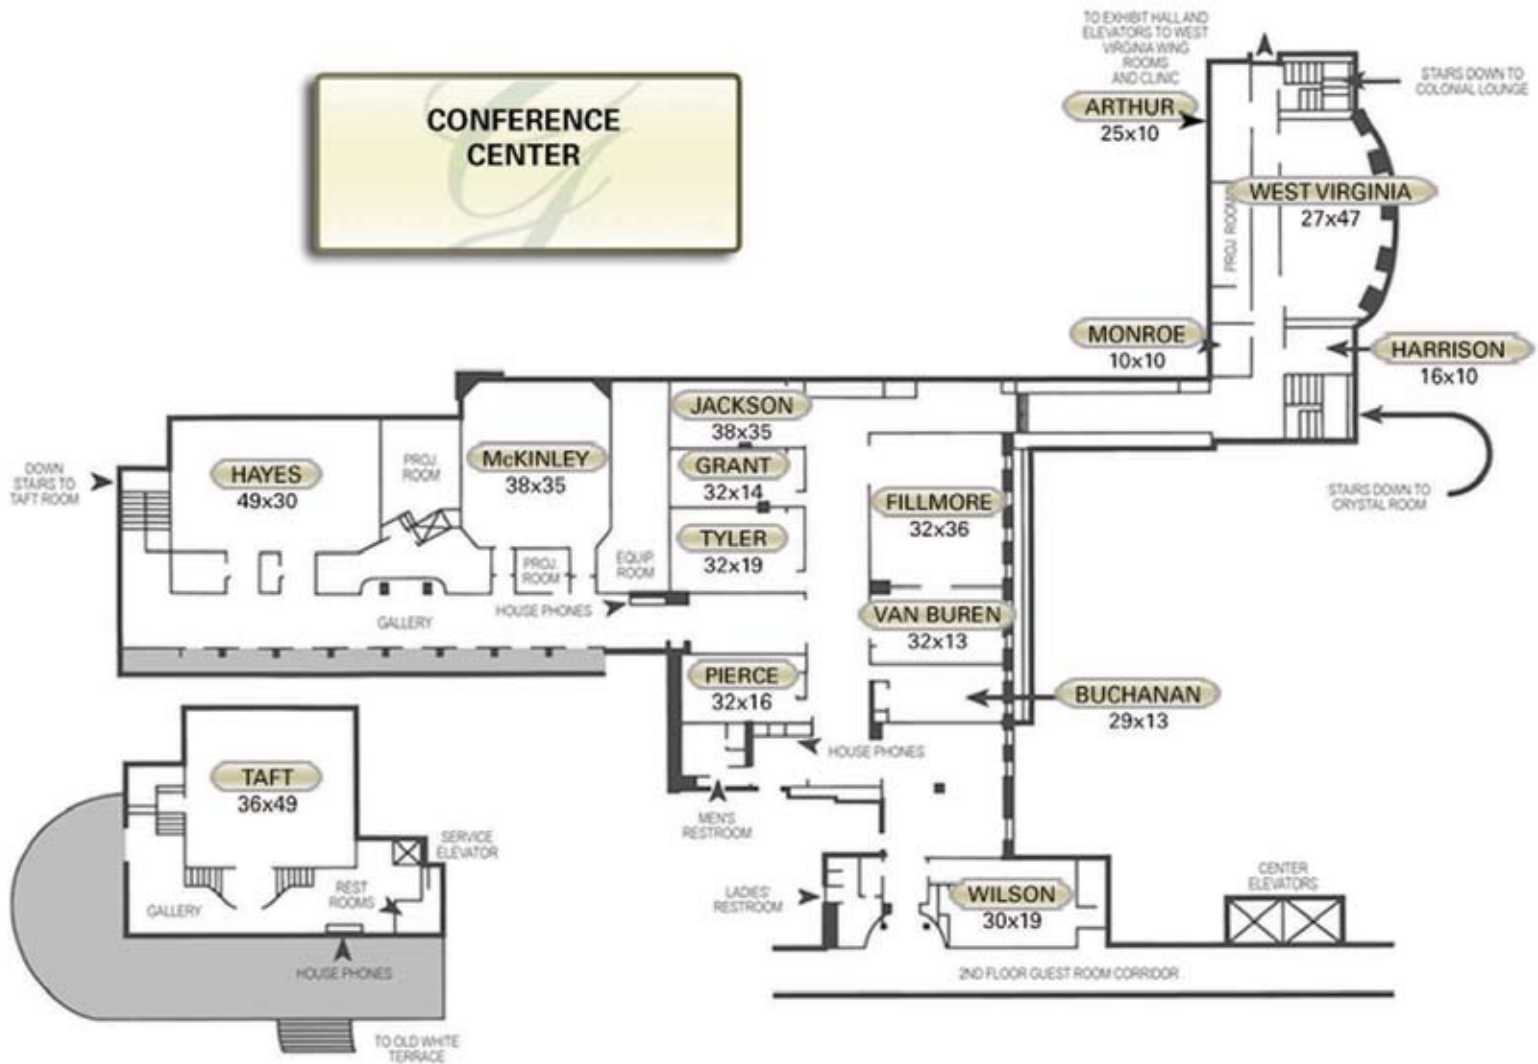 CONFERENCE
CENTER
TO EXHIBIT HALL AND
ELEVATORS TO WEST
VIRGINIA WING
ROOMS
AND CLINIC
STAIRS DOWN TO
COLONIAL LOUNGE
ARTHUR
25x10
WEST VIRGINIA
27x47
PROJ. ROOM
MONROE
10x10
HARRISON
16x10
STAIRS DOWN TO
CRYSTAL ROOM
DOWN
STAIRS TO
TAFT ROOM
HAYES
49x30
PROJ.
ROOM
McKINLEY
38x35
JACKSON
38x35
GRANT
32x14
TYLER
32x19
FILLMORE
32x36
PROJ.
ROOM
EQUIP.
ROOM
HOUSE PHONES
GALLERY
VAN BUREN
32x13
PIERCE
32x16
BUCHANAN
29x13
HOUSE PHONES
MEN'S
RESTROOM
TAFT
36x49
SERVICE
ELEVATOR
REST
ROOMS
GALLERY
HOUSE PHONES
TO OLD WHITE
TERRACE
LADIES'
RESTROOM
WILSON
30x19
CENTER
ELEVATORS
2ND FLOOR GUEST ROOM CORRIDOR